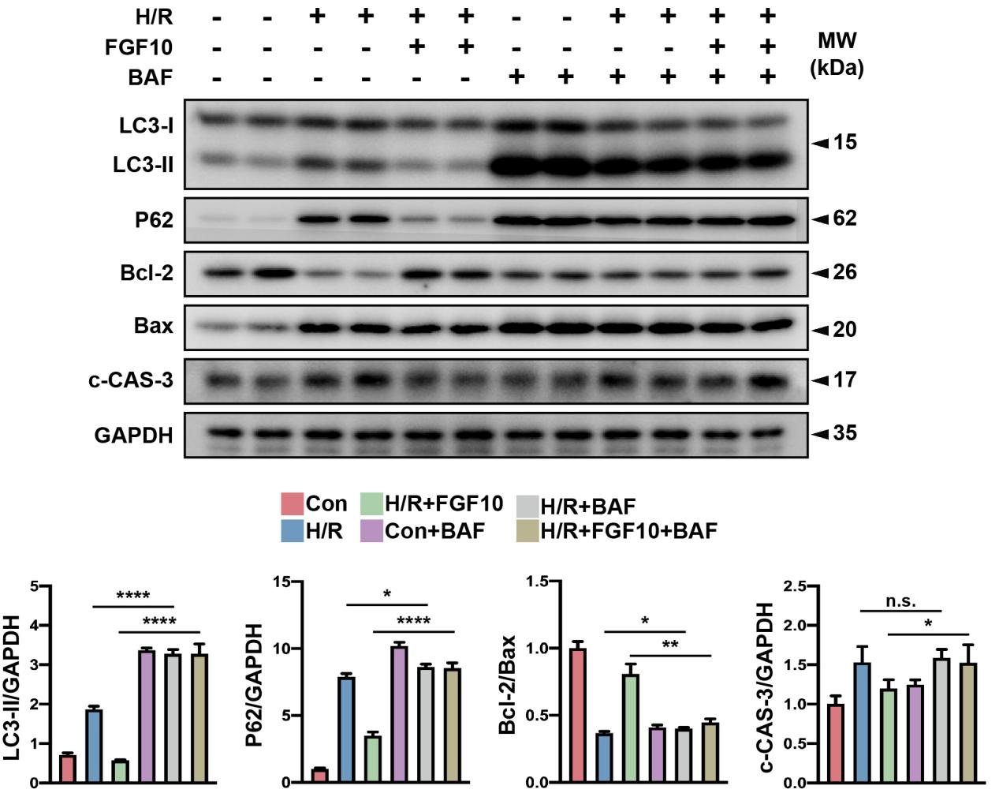 H/R - - + + + + - - + + + +
FGF10 - - - - + + - - - - + +
BAF - - - - - - + + + + + +
MW
(kDa)
LC3-I
15
LC3-II
P62 62
Bcl-2 26
Bax 20
c-CAS-3 17
GAPDH 35
Con H/R+FGF10 H/R+BAF
H/R Con+BAF H/R+FGF10+BAF
LC3-II/GAPDH
5
4
3
2
1
0
****
****
P62/GAPDH
15
10
5
0
*
****
Bcl-2/Bax
1.5
1.0
0.5
0.0
*
**
c-CAS-3/GAPDH
2.5
2.0
1.5
1.0
0.5
0.0
n.s.
*